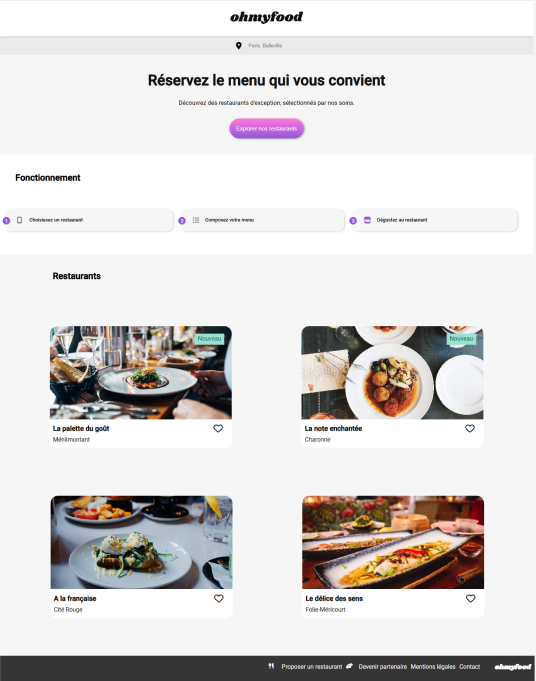 ohmyfood
Paris, Belleville
Réservez le menu qui vous convient
Découvrez des restaurants d'exception, sélectionnés par nos soins.
Explorer nos restaurants
Fonctionnement
1 Choisissez un restaurant
2 Composez votre menu
3 Dégustez au restaurant
Restaurants
Nouveau
La palette du goût
Ménilmontant
Nouveau
La note enchantée
Charonne
A la française
Cité Rouge
Le délice des sens
Folie-Méricourt
Proposer un restaurant Devenir partenaire Mentions légales Contact ohmyfood